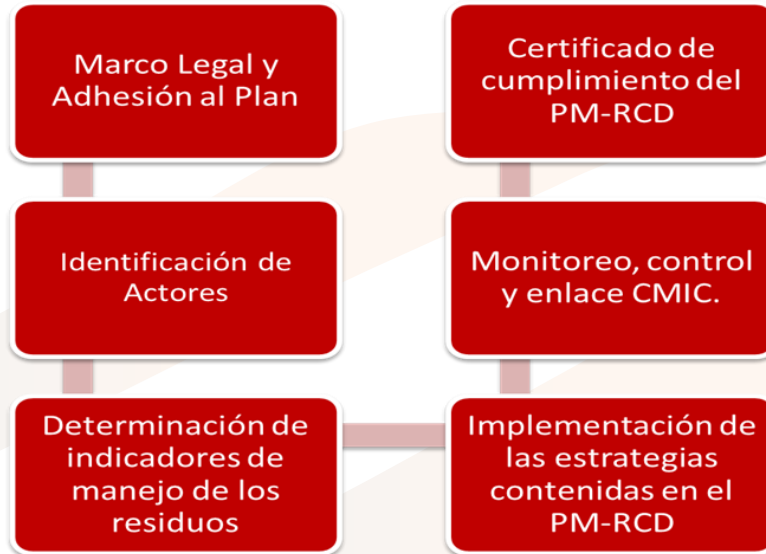 Marco Legal y
Adhesión al Plan
Identificación de
Actores
Determinación de
indicadores de
manejo de los
residuos
Implementación de
las estrategias
contenidas en el
PM-RCD
Monitoreo, control
y enlace CMIC.
Certificado de
cumplimiento del
PM-RCD